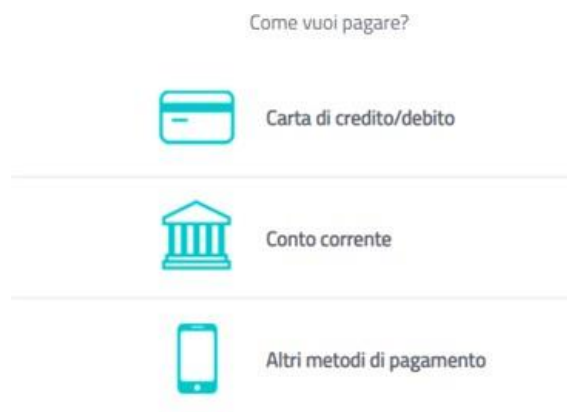 Come vuoi pagare?
Carta di credito/debito
Conto corrente
Altri metodi di pagamento